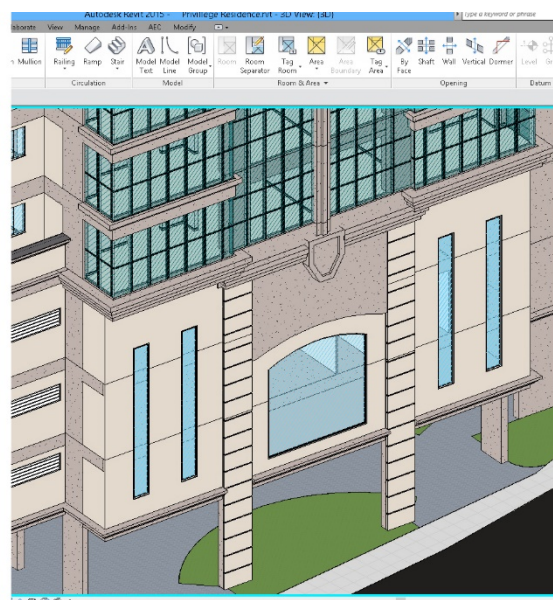 Autodesk Revit 2015 - Privillege Residence.rvt - 3D View: {3D}
Type a keyword or phrase
laborate View Manage Add-Ins AEC Modify
Mullion Railing Ramp Stair Model Text Model Line Model Group Room Room Separator Tag Room Area Area Boundary Tag Area By Face Shaft Wall Vertical Dormer Level
Circulation Model Room & Area Opening Datum